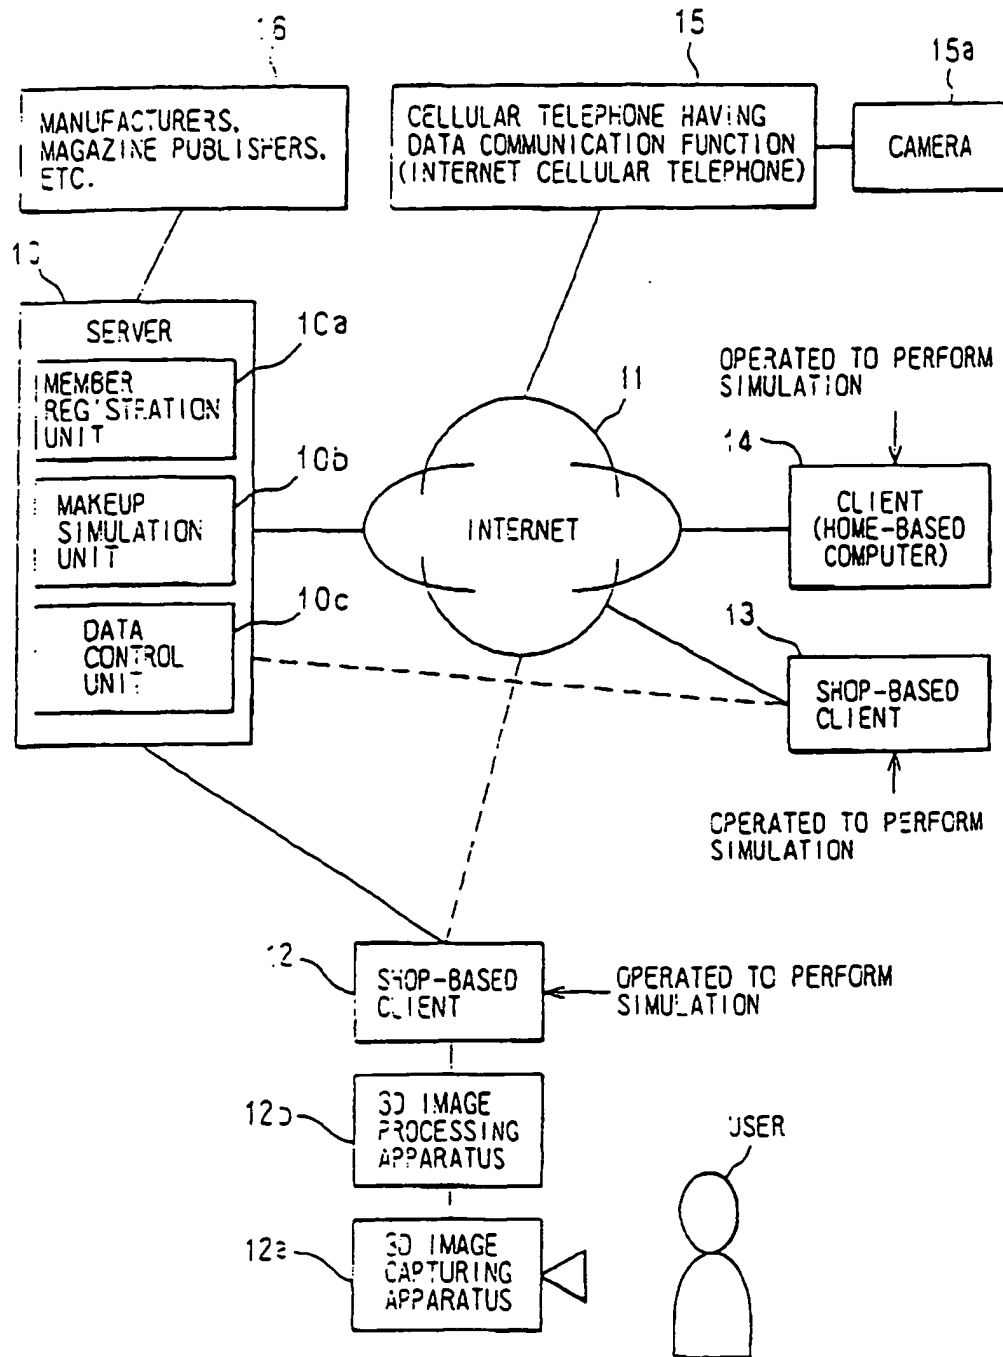 16
15
15a
MANUFACTURERS,
MAGAZINE PUBLISHERS,
ETC.
CELLULAR TELEPHONE HAVING
DATA COMMUNICATION FUNCTION
(INTERNET CELLULAR TELEPHONE)
CAMERA
10
SERVER
10a
MEMBER
REGISTRATION
UNIT
10b
MAKEUP
SIMULATION
UNIT
10c
DATA
CONTROL
UNIT
11
INTERNET
OPERATED TO PERFORM
SIMULATION
14
CLIENT
(HOME-BASED
COMPUTER)
13
SHOP-BASED
CLIENT
OPERATED TO PERFORM
SIMULATION
12
SHOP-BASED
CLIENT
OPERATED TO PERFORM
SIMULATION
12b
3D IMAGE
PROCESSING
APPARATUS
USER
12a
3D IMAGE
CAPTURING
APPARATUS